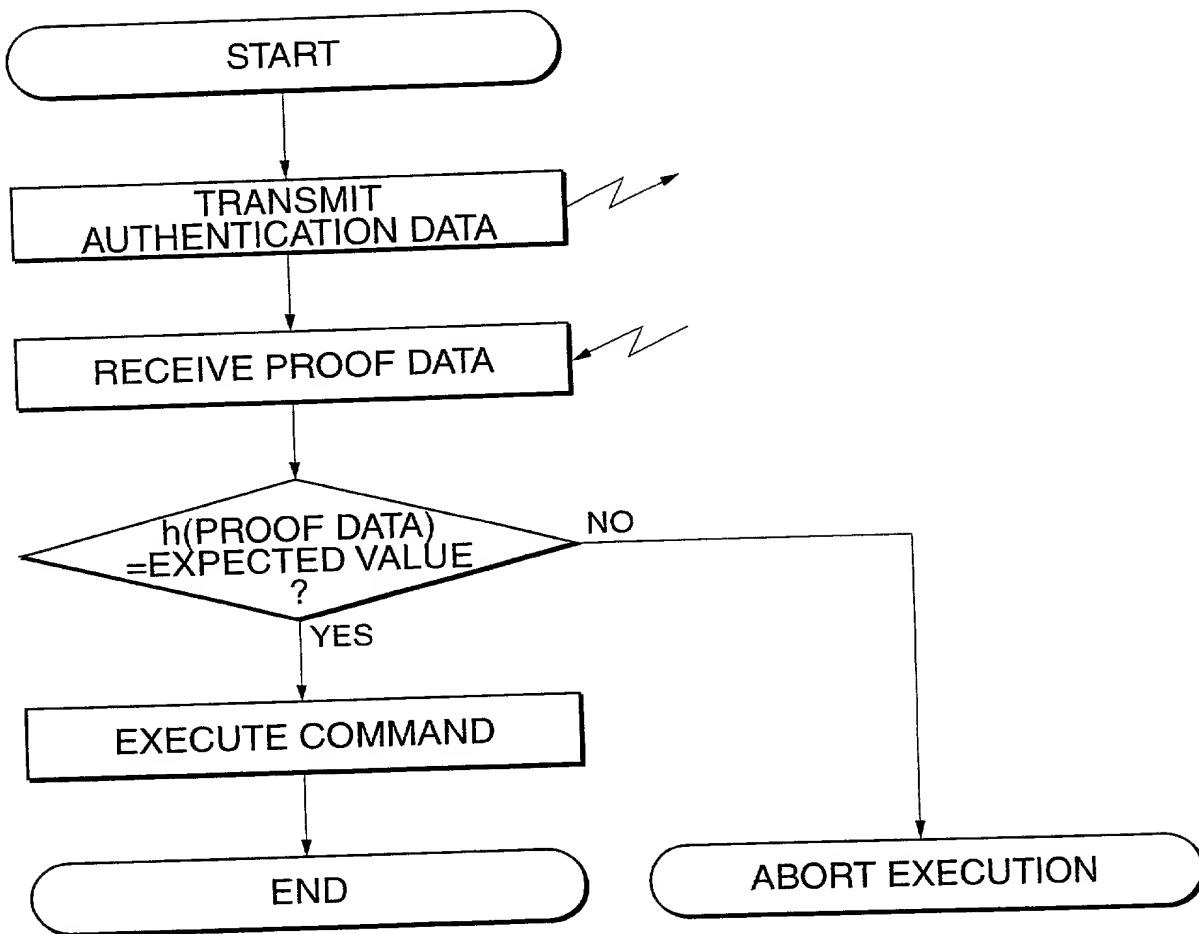 START
TRANSMIT
AUTHENTICATION DATA
RECEIVE PROOF DATA
h(PROOF DATA)
=EXPECTED VALUE
?
NO
YES
EXECUTE COMMAND
END
ABORT EXECUTION